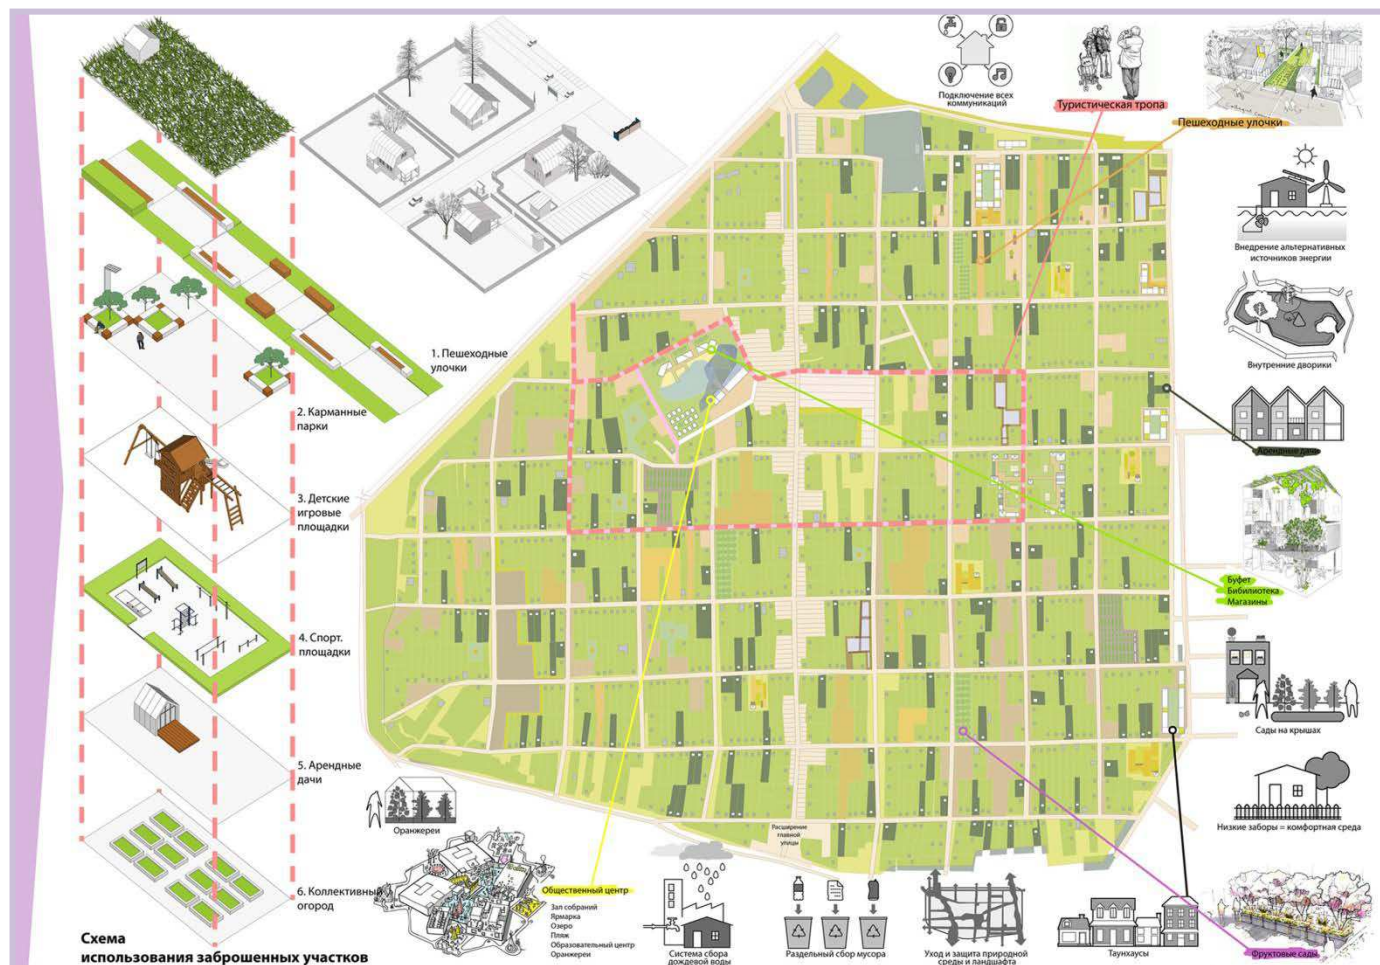 Подключение всех
коммуникаций
Туристическая тропа
Пешеходные улочки
Внедрение альтернативных
источников энергии
Внутренние дворики
Арендные дачи
Буфет
Бибилиотека
Магазины
Сады на крышах
Низкие заборы = комфортная среда
Фруктовые сады
Таунхаусы
Уход и защита природной
среды и ландшафта
Раздельный сбор мусора
Система сбора
дождевой воды
Расширение
главной
улицы
Оранжереи
Общественный центр
Зал собраний
Ярмарка
Озеро
Пляж
Образовательный центр
Оранжереи
1. Пешеходные
улочки
2. Карманные
парки
3. Детские
игровые
площадки
4. Спорт.
площадки
5. Арендные
дачи
6. Коллективный
огород
Схема
использования заброшенных участков